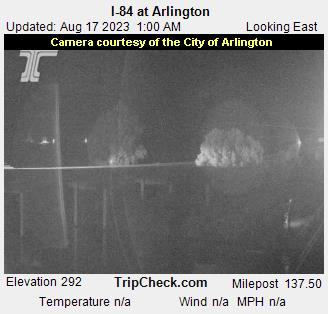 I-84 at Arlington
Updated: Aug 17 2023 1:00 AM Looking East
Camera courtesy of the City of Arlington
Elevation 292 TripCheck.com Milepost 137.50
Temperature n/a Wind n/a MPH n/a